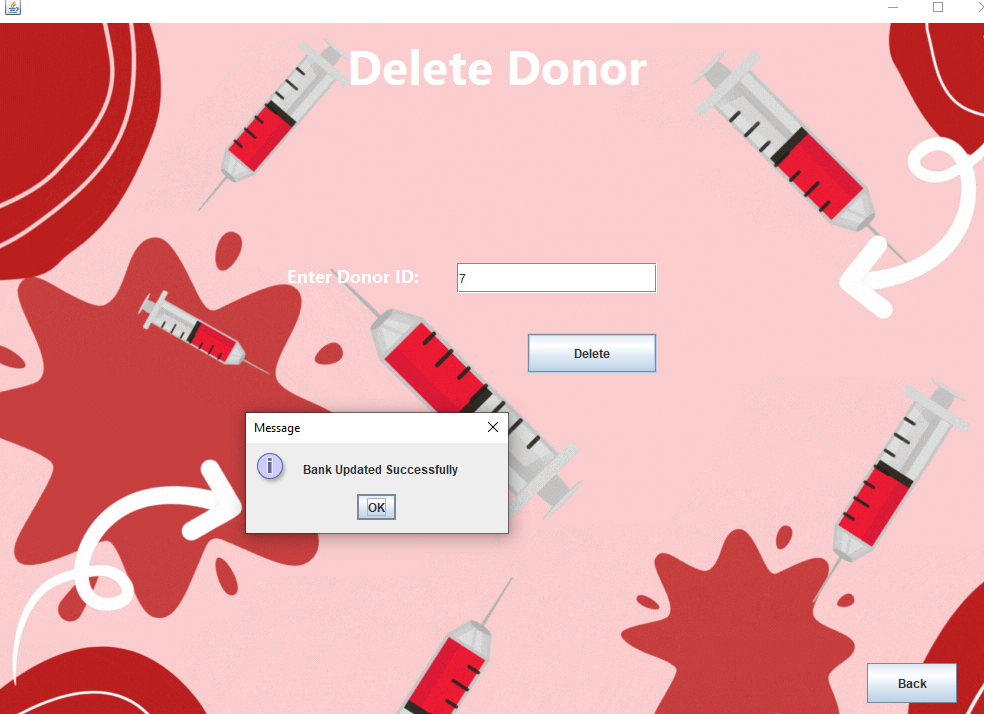 Delete Donor
Enter Donor ID:
7
Delete
Message
Bank Updated Successfully
OK
Back